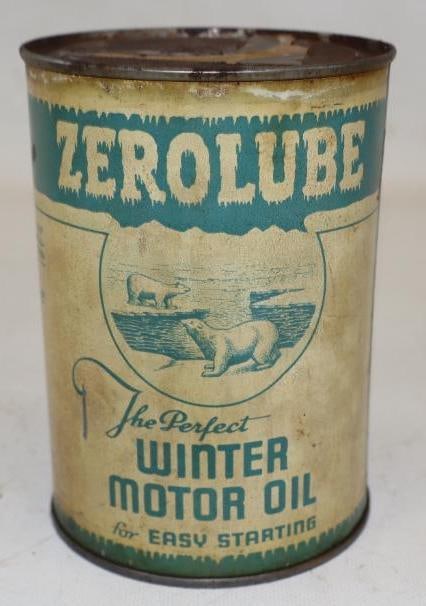 ZEROLUBE
The Perfect
WINTER
MOTOR OIL
for EASY STARTING